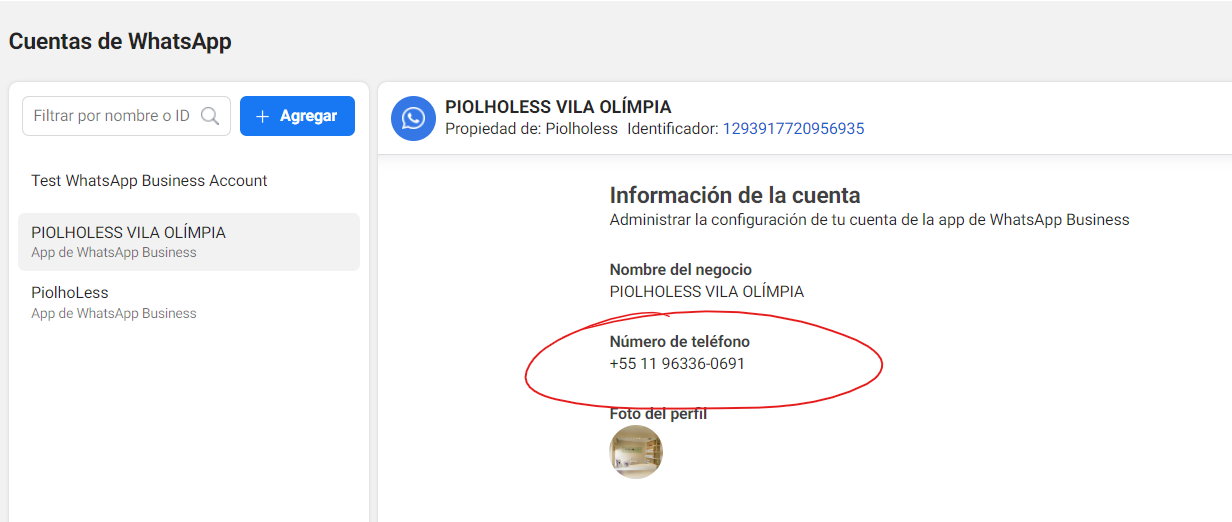 Cuentas de WhatsApp
Filtrar por nombre o ID
+ Agregar
Test WhatsApp Business Account
PIOLHOLESS VILA OLÍMPIA
App de WhatsApp Business
PiolhoLess
App de WhatsApp Business
PIOLHOLESS VILA OLÍMPIA
Propiedad de: Piolholess Identificador: 1293917720956935
Información de la cuenta
Administrar la configuración de tu cuenta de la app de WhatsApp Business
Nombre del negocio
PIOLHOLESS VILA OLÍMPIA
Número de teléfono
+55 11 96336-0691
Foto del perfil